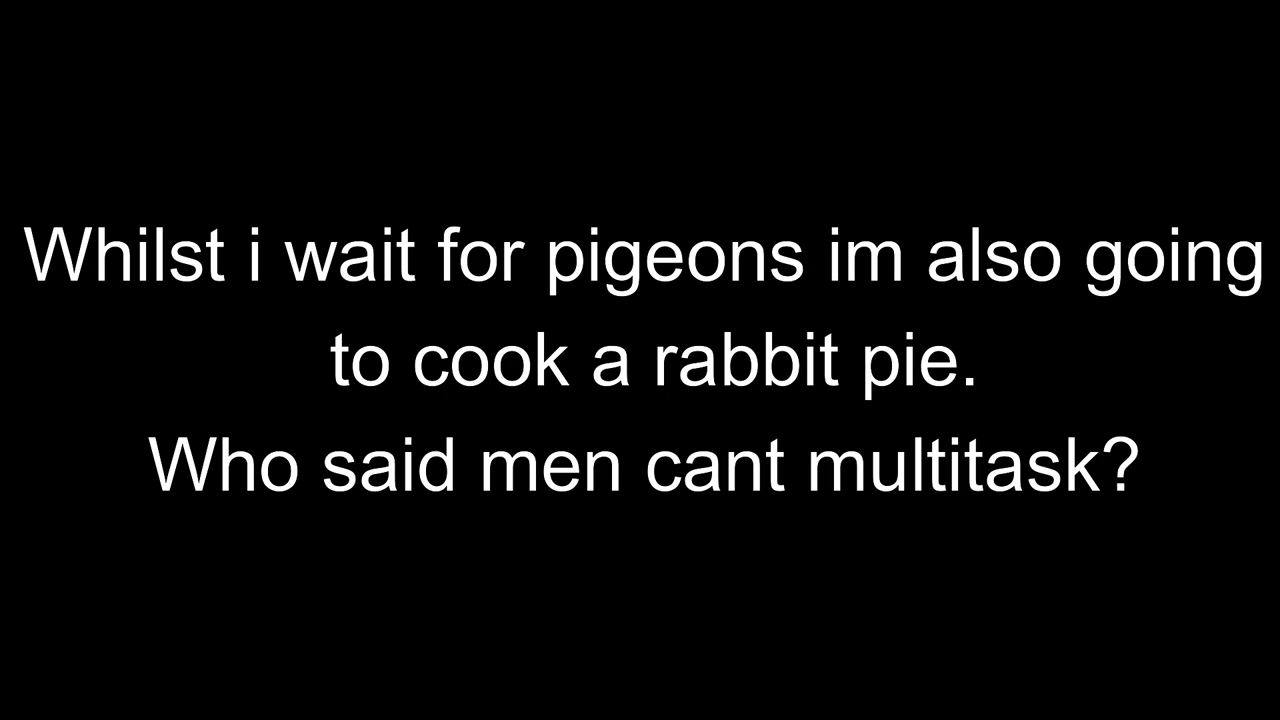 Whilst i wait for pigeons im also going
to cook a rabbit pie.
Who said men cant multitask?